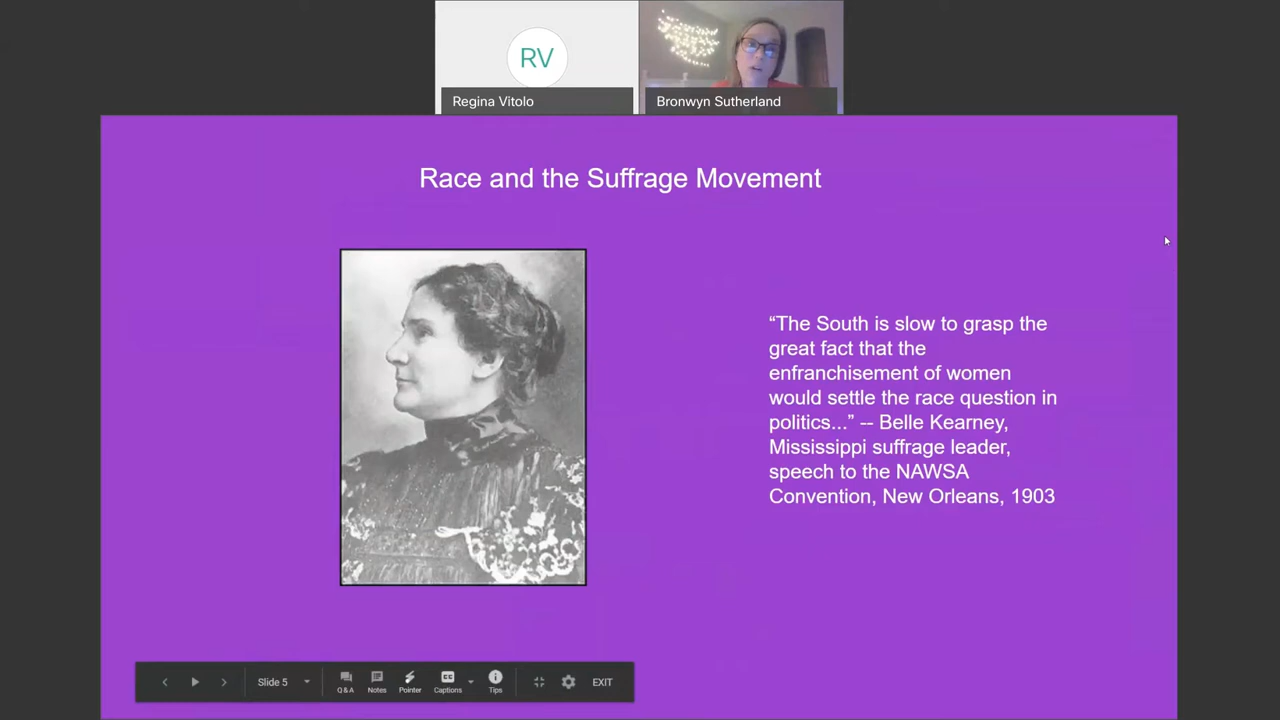 RV
Regina Vitolo
Bronwyn Sutherland
Race and the Suffrage Movement
“The South is slow to grasp the
great fact that the
enfranchisement of women
would settle the race question in
politics...” -- Belle Kearney,
Mississippi suffrage leader,
speech to the NAWSA
Convention, New Orleans, 1903
Slide 5
Q&A
Notes
Pointer
Captions
Tips
EXIT